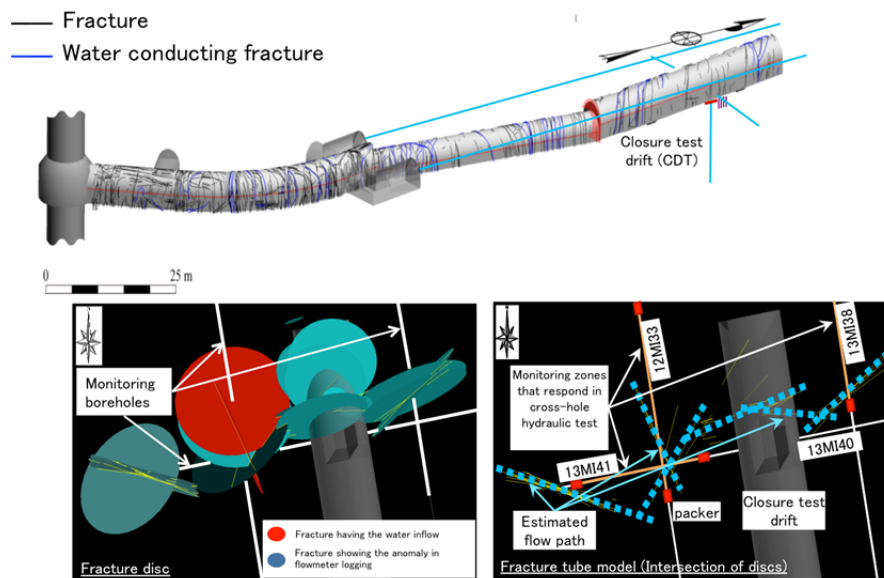 Fracture
Water conducting fracture
Closure test
drift (CDT)
0
25 m
Monitoring
boreholes
Fracture having the water inflow
Fracture showing the anomaly in
flowmeter logging
Fracture disc
12MI33
13MI38
Monitoring zones
that respond in
cross-hole
hydraulic test
13MI41
13MI40
Estimated
flow path
packer
Closure test
drift
Fracture tube model (Intersection of discs)